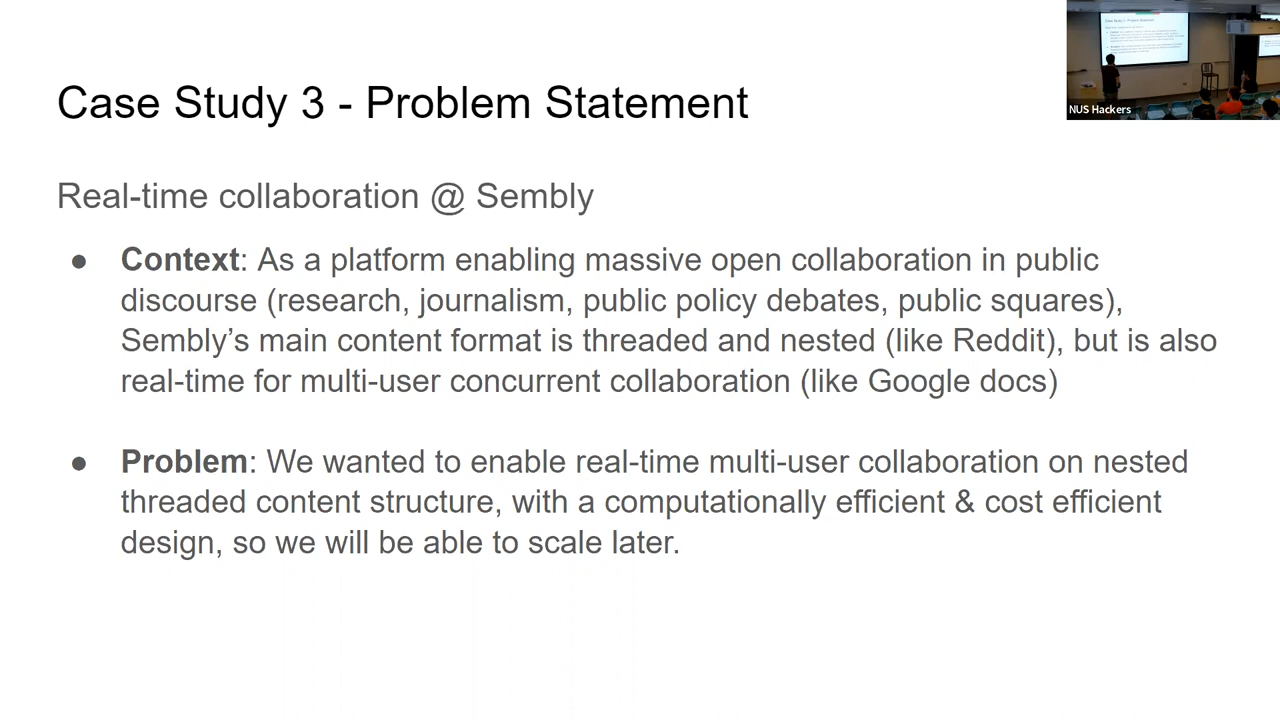 Case Study 3 - Problem Statement
NUS Hackers
Real-time collaboration @ Sembly
● Context: As a platform enabling massive open collaboration in public
discourse (research, journalism, public policy debates, public squares),
Sembly’s main content format is threaded and nested (like Reddit), but is also
real-time for multi-user concurrent collaboration (like Google docs)
● Problem: We wanted to enable real-time multi-user collaboration on nested
threaded content structure, with a computationally efficient & cost efficient
design, so we will be able to scale later.